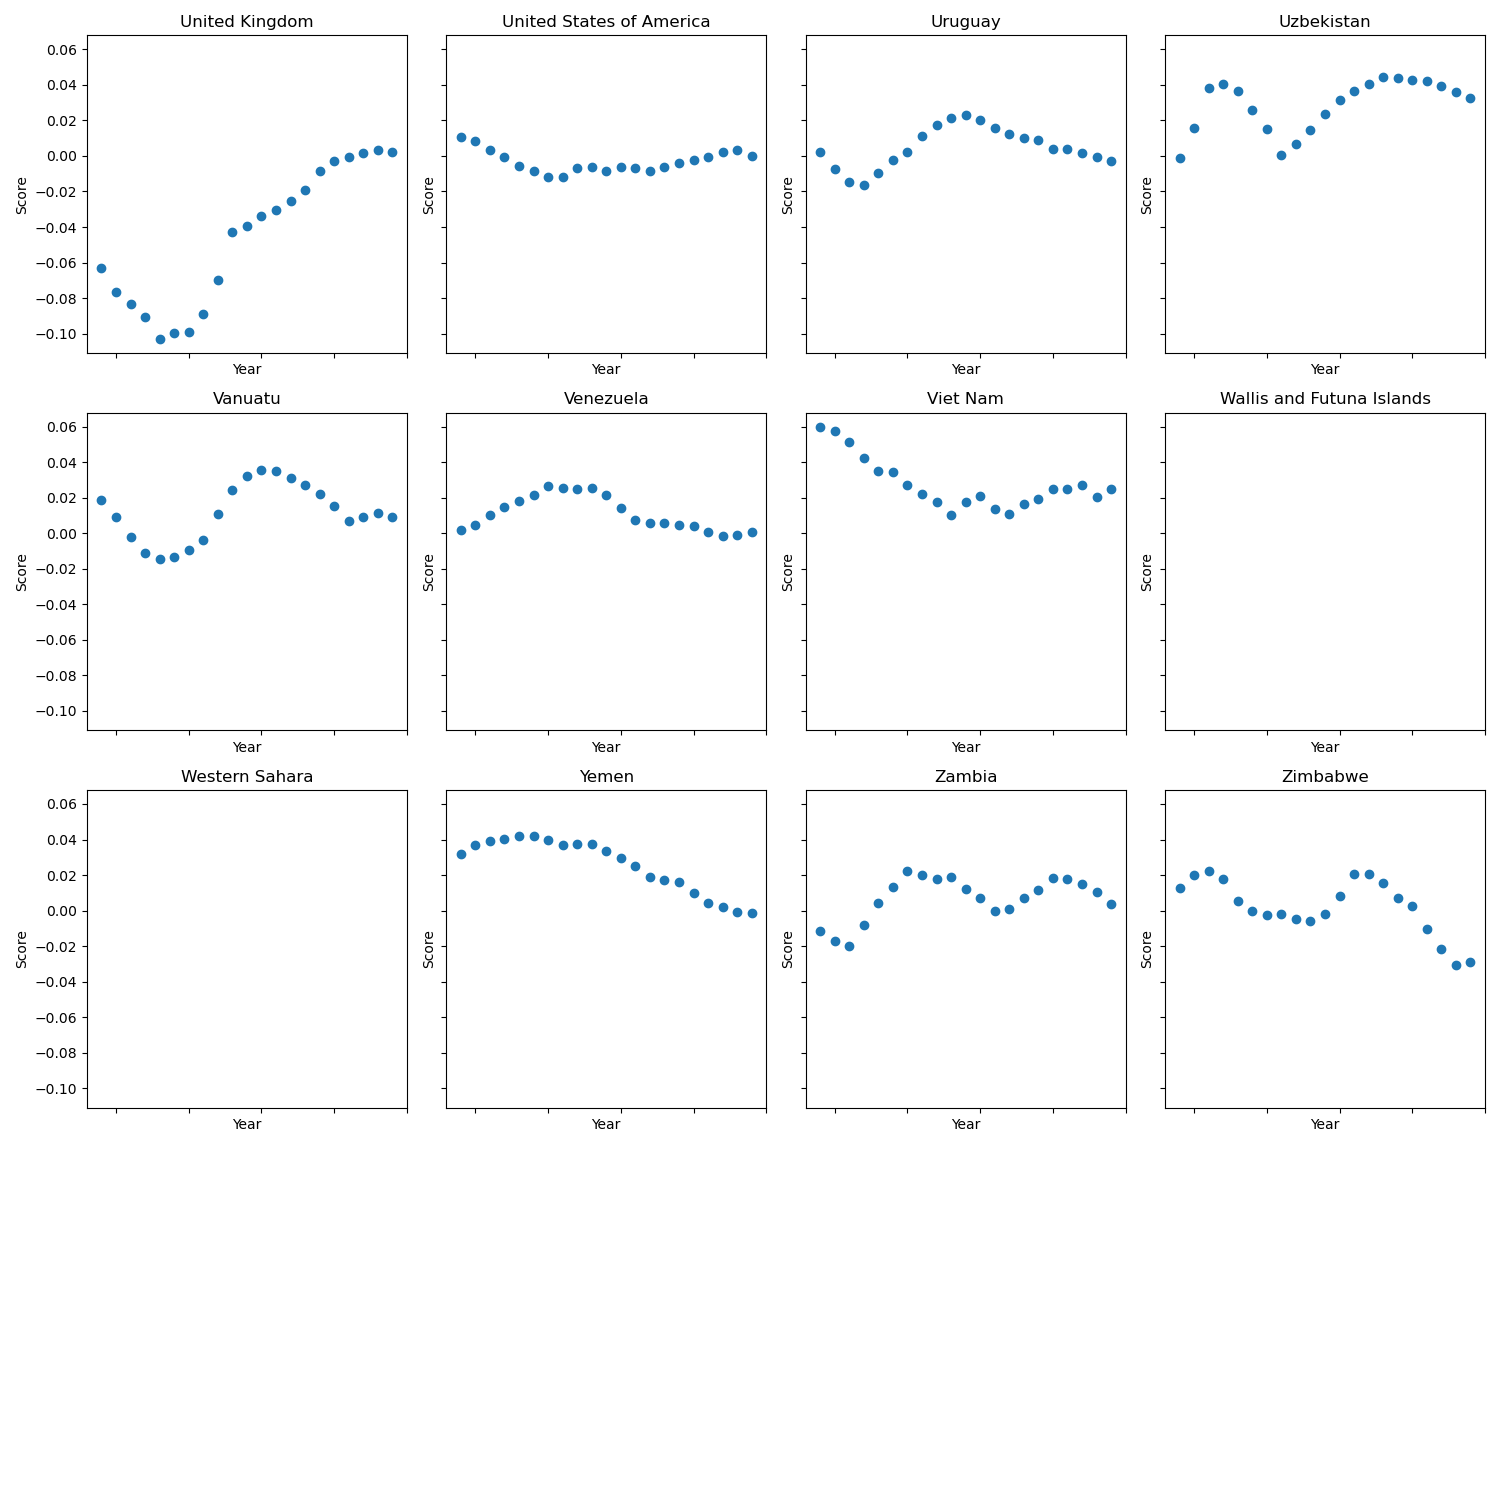 United Kingdom
United States of America
Uruguay
Uzbekistan
0.06
0.04
0.02
0.00
−0.02
−0.04
−0.06
−0.08
−0.10
Score
Score
Score
Score
Year
Year
Year
Year
Vanuatu
Venezuela
Viet Nam
Wallis and Futuna Islands
0.06
0.04
0.02
0.00
−0.02
−0.04
−0.06
−0.08
−0.10
Score
Score
Score
Score
Year
Year
Year
Year
Western Sahara
Yemen
Zambia
Zimbabwe
0.06
0.04
0.02
0.00
−0.02
−0.04
−0.06
−0.08
−0.10
Score
Score
Score
Score
Year
Year
Year
Year